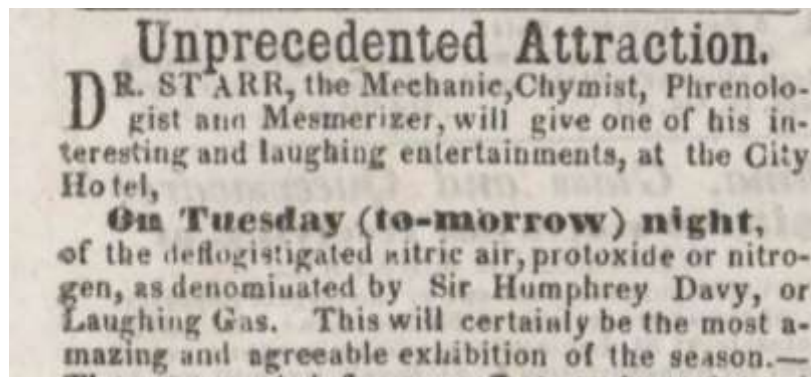 Unprecedented Attraction.
DR. STARR, the Mechanic,Chymist, Phrenolo-
gist ann Mesmerizer, will give one of his in-
teresting and laughing entertainments, at the City
Hotel,
On Tuesday (to-morrow) night,
of the deflogistigated nitric air, protoxide or nitro-
gen, as denominated by Sir Humphrey Davy, or
Laughing Gas. This will certainly be the most a-
mazing and agreeable exhibition of the season.—